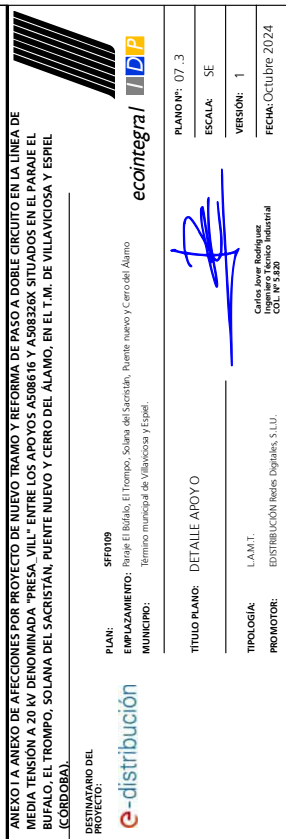 ANEXO I A ANEXO DE AFECCIONES POR PROYECTO DE NUEVO TRAMO Y REFORMA DE PASO A DOBLE CIRCUITO EN LA LÍNEA DE
MEDIA TENSIÓN A 20 KV DENOMINADA "PRESA_VILL" ENTRE LOS APOYOS A508616 Y A508326X SITUADOS EN EL PARAJE EL
BUFALO, EL TROMPO, SOLANA DEL SACRISTÁN, PUENTE NUEVO Y CERRO DEL ÁLAMO, EN EL T.M. DE VILLAVICIOSA Y ESPIEL
(CÓRDOBA).
DESTINATARIO DEL
PROYECTO:
e-distribución
PLAN: SFF0109
EMPLAZAMIENTO: Paraje El Búfalo, El Trompo, Solana del Sacristán, Puente nuevo y Cerro del Álamo
MUNICIPIO: Término municipal de Villaviciosa y Espiel.
ecointegral IDP
TÍTULO PLANO: DETALLE APOYO
TIPOLOGÍA: L.A.M.T.
PROMOTOR: EDISTRIBUCIÓN Redes Digitales, S.L.U.
Carlos Jover Rodríguez
Ingeniero Técnico Industrial
COL. Nº 5.820
PLANO Nº: 07.3
ESCALA: SE
VERSIÓN: 1
FECHA: Octubre 2024